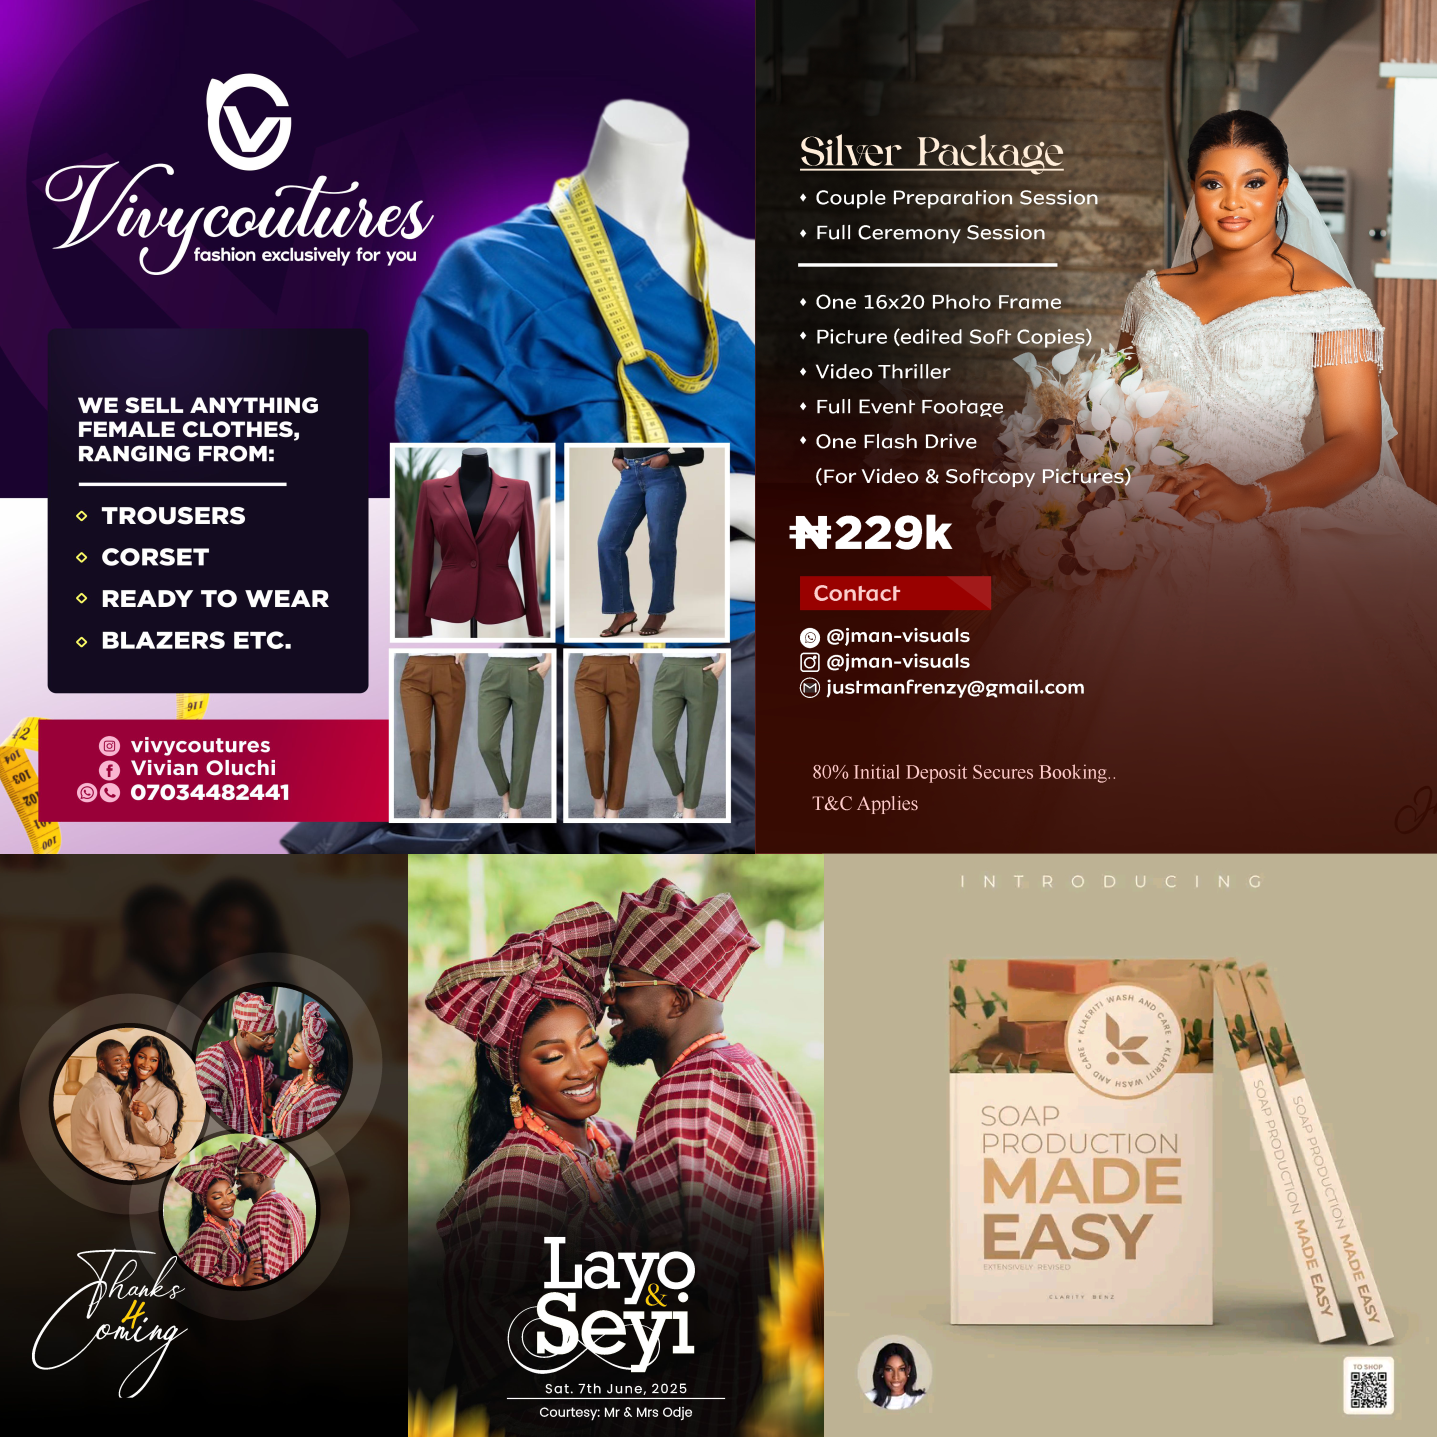 Vivycoutures
fashion exclusively for you
WE SELL ANYTHING
FEMALE CLOTHES,
RANGING FROM:
TROUSERS
CORSET
READY TO WEAR
BLAZERS ETC.
vivycoutures
Vivian Oluchi
07034482441
Silver Package
Couple Preparation Session
Full Ceremony Session
One 16x20 Photo Frame
Picture (edited Soft Copies)
Video Thriller
Full Event Footage
One Flash Drive
(For Video & Softcopy Pictures)
₦229k
Contact
@jman-visuals
@jman-visuals
justmanfrenzy@gmail.com
80% Initial Deposit Secures Booking..
T&C Applies
Thanks
4
Coming
Layo
&
Seyi
Sat. 7th June, 2025
Courtesy: Mr & Mrs Odje
INTRODUCING
KLAERITI WASH AND CARE • KLAERITI WASH AND CARE •
SOAP
PRODUCTION
MADE
EASY
EXTENSIVELY REVISED
CLARITY BENZ
SOAP PRODUCTION MADE EASY
SOAP PRODUCTION MADE EASY
TO SHOP